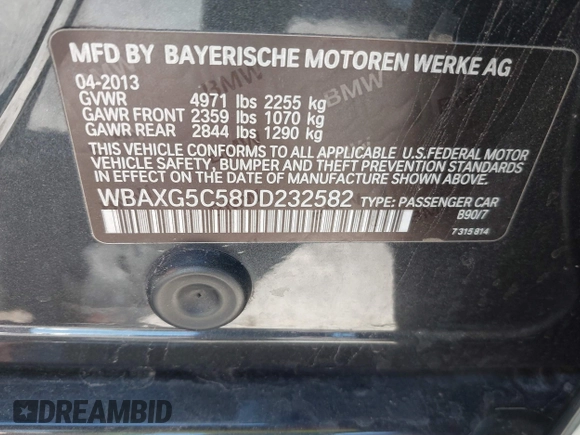 MFD BY BAYERISCHE MOTOREN WERKE AG
04-2013
GVWR 4971 lbs 2255 kg
GAWR FRONT 2359 lbs 1070 kg
GAWR REAR 2844 lbs 1290 kg
THIS VEHICLE CONFORMS TO ALL APPLICABLE U.S.FEDERAL MOTOR
VEHICLE SAFETY, BUMPER AND THEFT PREVENTION STANDARDS
IN EFFECT ON THE DATE OF MANUFACTURE SHOWN ABOVE.
WBAXG5C58DD232582 TYPE: PASSENGER CAR
B90/7
7 315 814
BMW
BMW
DREAMBID